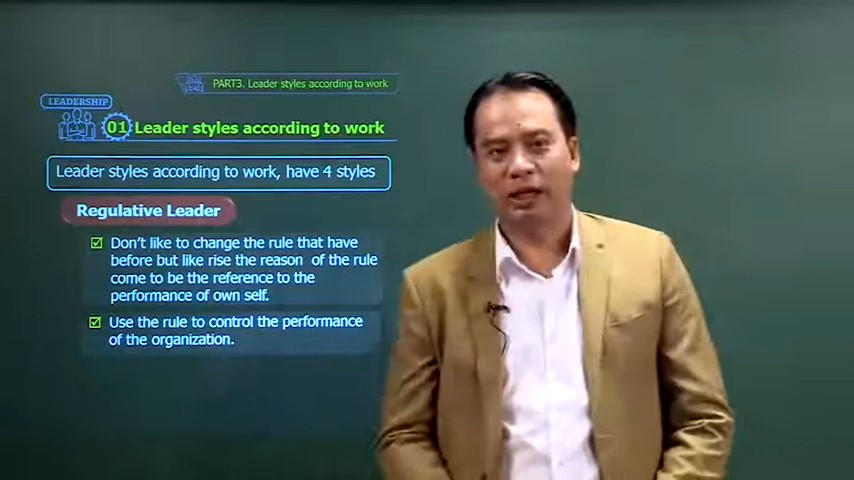 PART3. Leader styles according to work
LEADERSHIP
01 Leader styles according to work
Leader styles according to work, have 4 styles
Regulative Leader
Don't like to change the rule that have
before but like rise the reason of the rule
come to be the reference to the
performance of own self.
Use the rule to control the performance
of the organization.